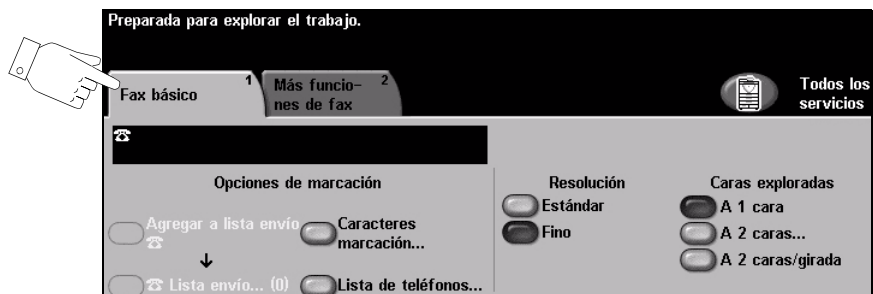 Preparada para explorar el trabajo.
Fax básico
1
Más funcio-
nes de fax
2
Todos los
servicios
Opciones de marcación
Agregar a lista envío
Caracteres
marcación...
Lista envío... (0)
Lista de teléfonos...
Resolución
Estándar
Fino
Caras exploradas
A 1 cara
A 2 caras...
A 2 caras/girada